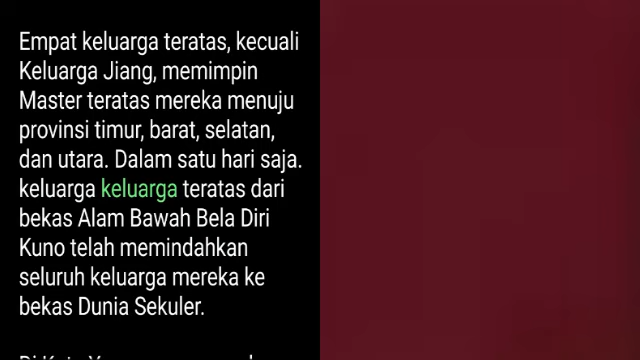 Empat keluarga teratas, kecuali
Keluarga Jiang, memimpin
Master teratas mereka menuju
provinsi timur, barat, selatan,
dan utara. Dalam satu hari saja.
keluarga keluarga teratas dari
bekas Alam Bawah Bela Diri
Kuno telah memindahkan
seluruh keluarga mereka ke
bekas Dunia Sekuler.